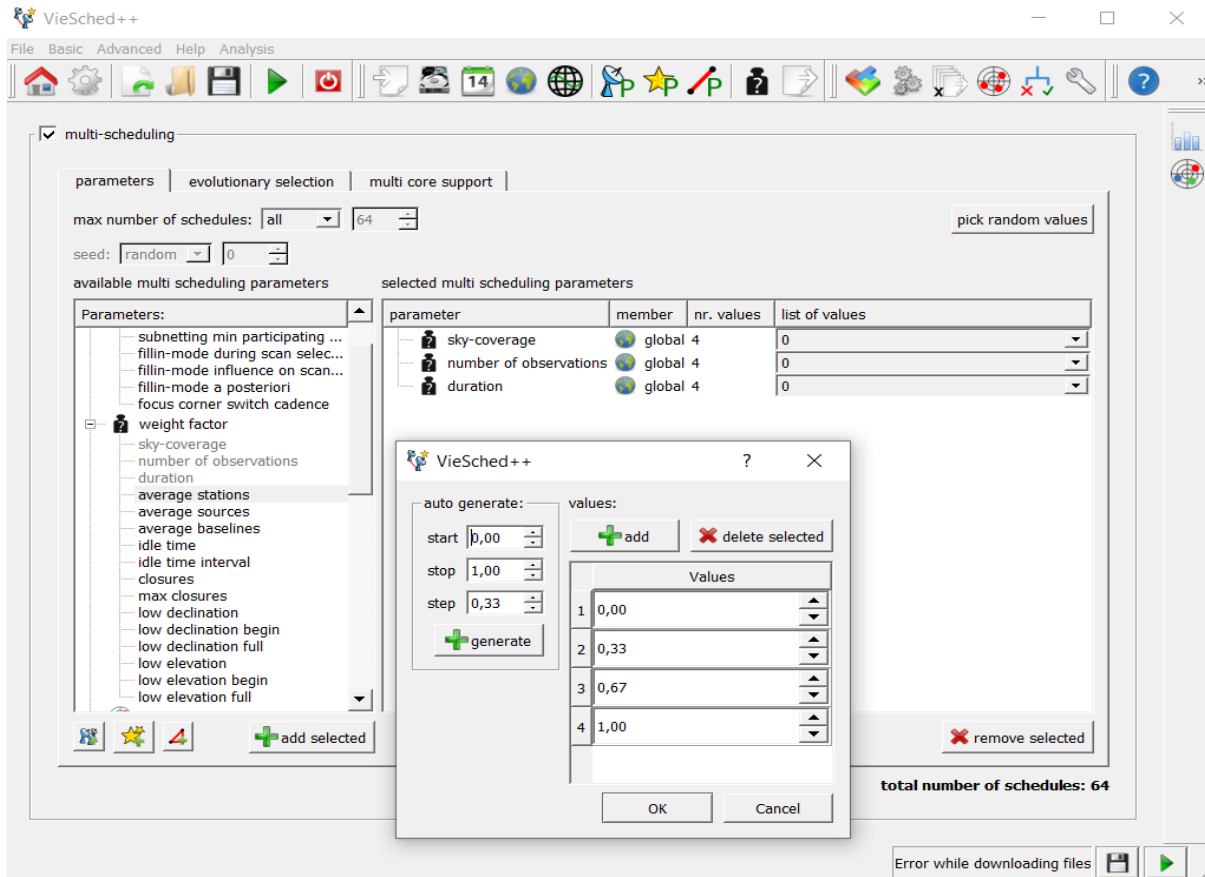 VieSched++
File Basic Advanced Help Analysis
14
multi-scheduling
parameters evolutionary selection multi core support
max number of schedules: all 64 pick random values
seed: random 0
available multi scheduling parameters selected multi scheduling parameters
Parameters: parameter member nr. values list of values
subnetting min participating ...
fillin-mode during scan selec...
fillin-mode influence on scan...
fillin-mode a posteriori
focus corner switch cadence
weight factor
sky-coverage
number of observations
duration
average stations
average sources
average baselines
idle time
idle time interval
closures
max closures
low declination
low declination begin
low declination full
low elevation
low elevation begin
low elevation full
sky-coverage global 4 0
number of observations global 4 0
duration global 4 0
add selected
remove selected
VieSched++ ?
auto generate: values:
start 0,00
stop 1,00
step 0,33
generate
add delete selected
Values
1 0,00
2 0,33
3 0,67
4 1,00
OK Cancel
total number of schedules: 64
Error while downloading files